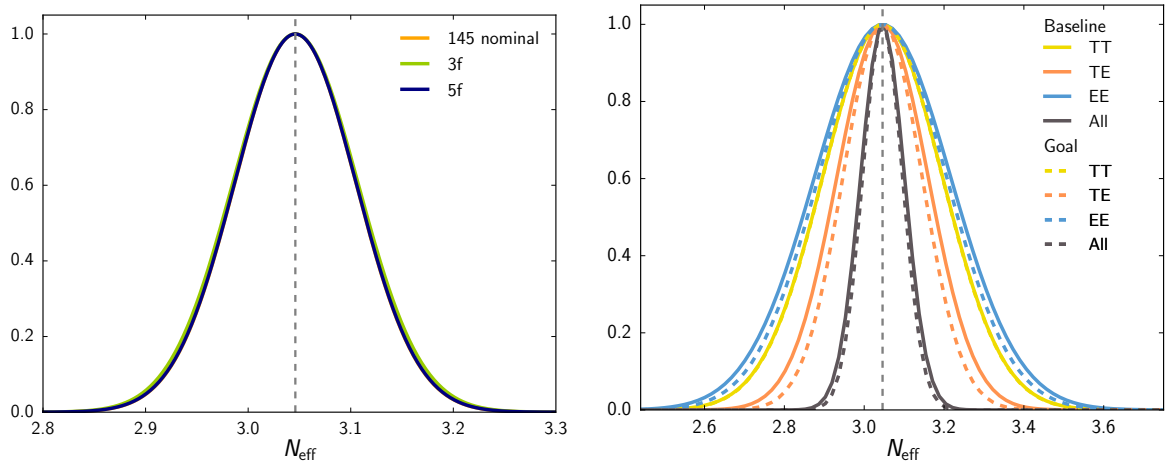 1.0
0.8
0.6
0.4
0.2
0.0
2.8 2.9 3.0 3.1 3.2 3.3
N_eff
145 nominal
3f
5f
1.0
0.8
0.6
0.4
0.2
0.0
2.6 2.8 3.0 3.2 3.4 3.6
N_eff
Baseline
TT
TE
EE
All
Goal
TT
TE
EE
All